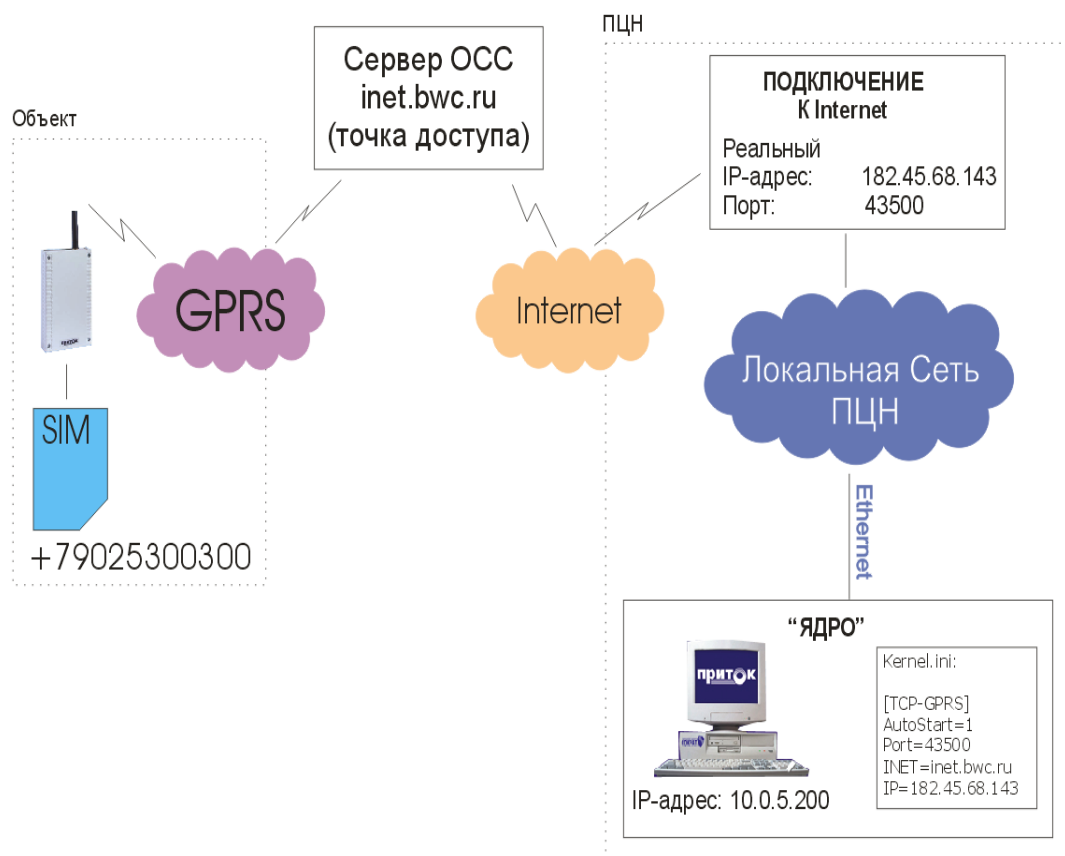 ПЦН
Сервер ОСС
inet.bwc.ru
(точка доступа)
ПОДКЛЮЧЕНИЕ
К Internet
Реальный
IP-адрес: 182.45.68.143
Порт: 43500
Объект
GPRS
Internet
ПРИТОК
Локальная Сеть
ПЦН
SIM
+79025300300
Ethernet
“ЯДРО”
приток
Kernel.ini:
[TCP-GPRS]
AutoStart=1
Port=43500
INET=inet.bwc.ru
IP=182.45.68.143
IP-адрес: 10.0.5.200